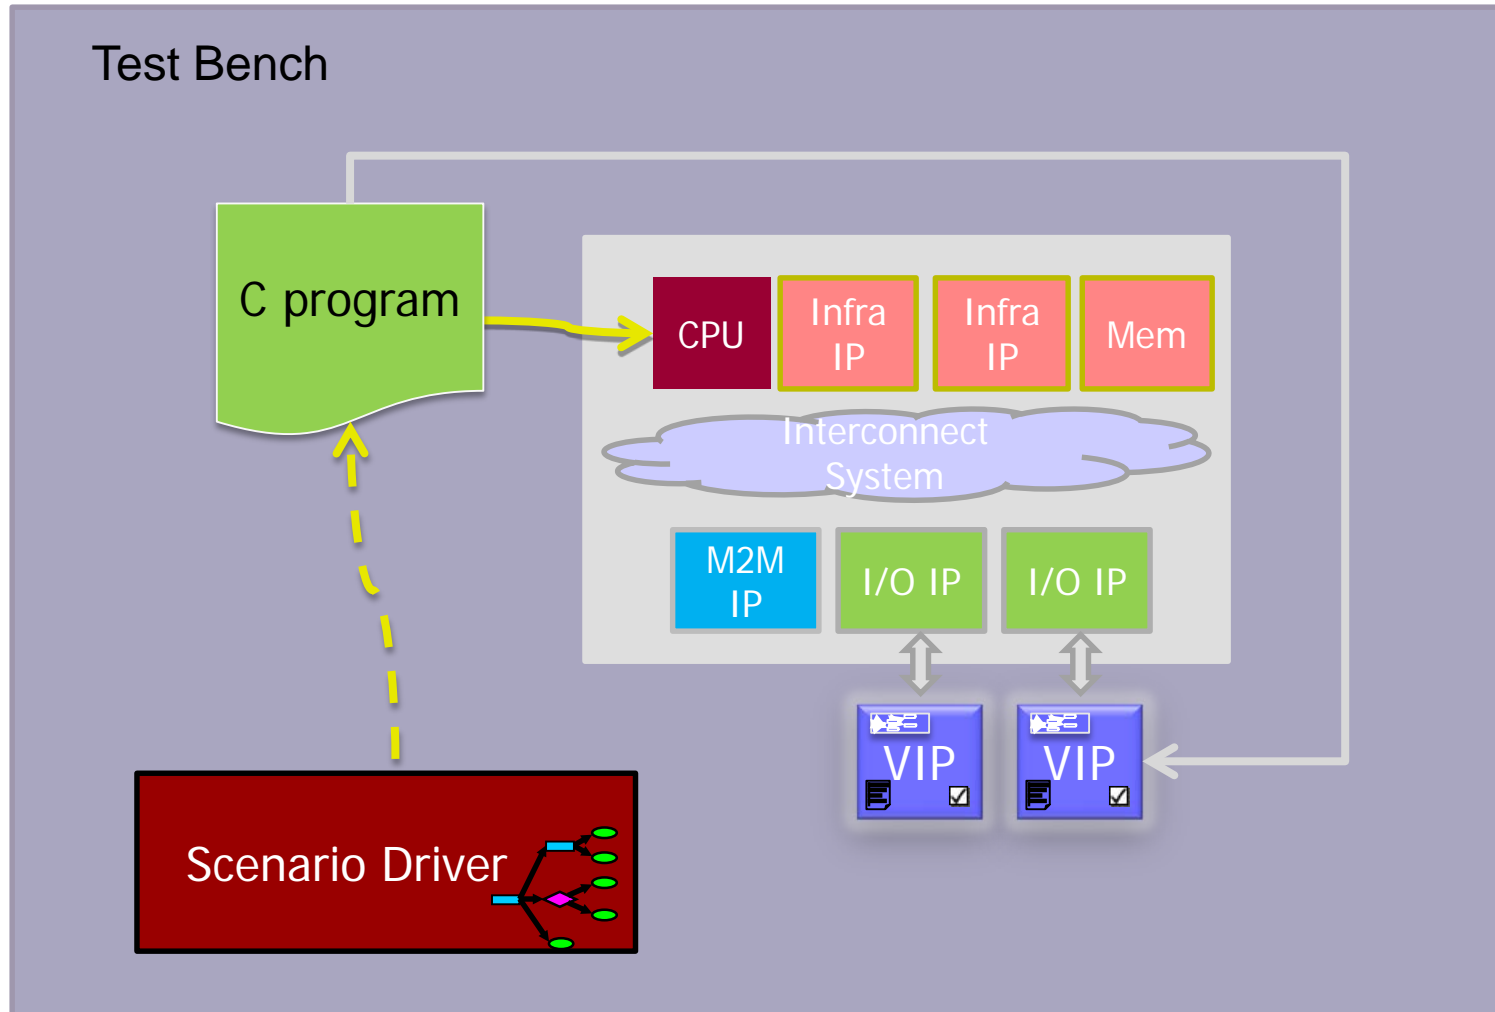 Test Bench
C program
CPU
Infra
IP
Infra
IP
Mem
Interconnect
System
M2M
IP
I/O IP
I/O IP
VIP
VIP
Scenario Driver